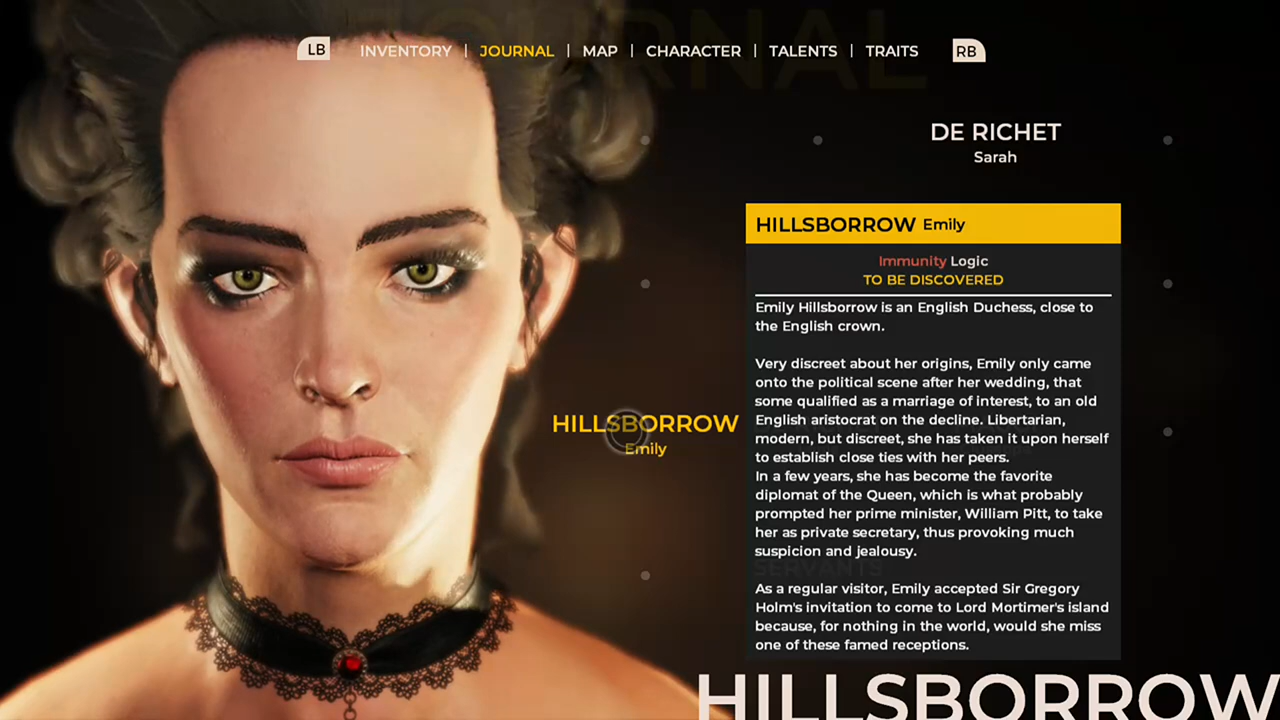 JOURNAL
LB INVENTORY | JOURNAL | MAP | CHARACTER | TALENTS | TRAITS RB
DE RICHET
Sarah
HILLSBORROW Emily
Immunity Logic
TO BE DISCOVERED
Emily Hillsborrow is an English Duchess, close to
the English crown.
Very discreet about her origins, Emily only came
onto the political scene after her wedding, that
some qualified as a marriage of interest, to an old
English aristocrat on the decline. Libertarian,
modern, but discreet, she has taken it upon herself
to establish close ties with her peers.
In a few years, she has become the favorite
diplomat of the Queen, which is what probably
prompted her prime minister, William Pitt, to take
her as private secretary, thus provoking much
suspicion and jealousy.
As a regular visitor, Emily accepted Sir Gregory
Holm's invitation to come to Lord Mortimer's island
because, for nothing in the world, would she miss
one of these famed receptions.
HILLSBORROW
Emily
SERVANTS
HILLSBORROW